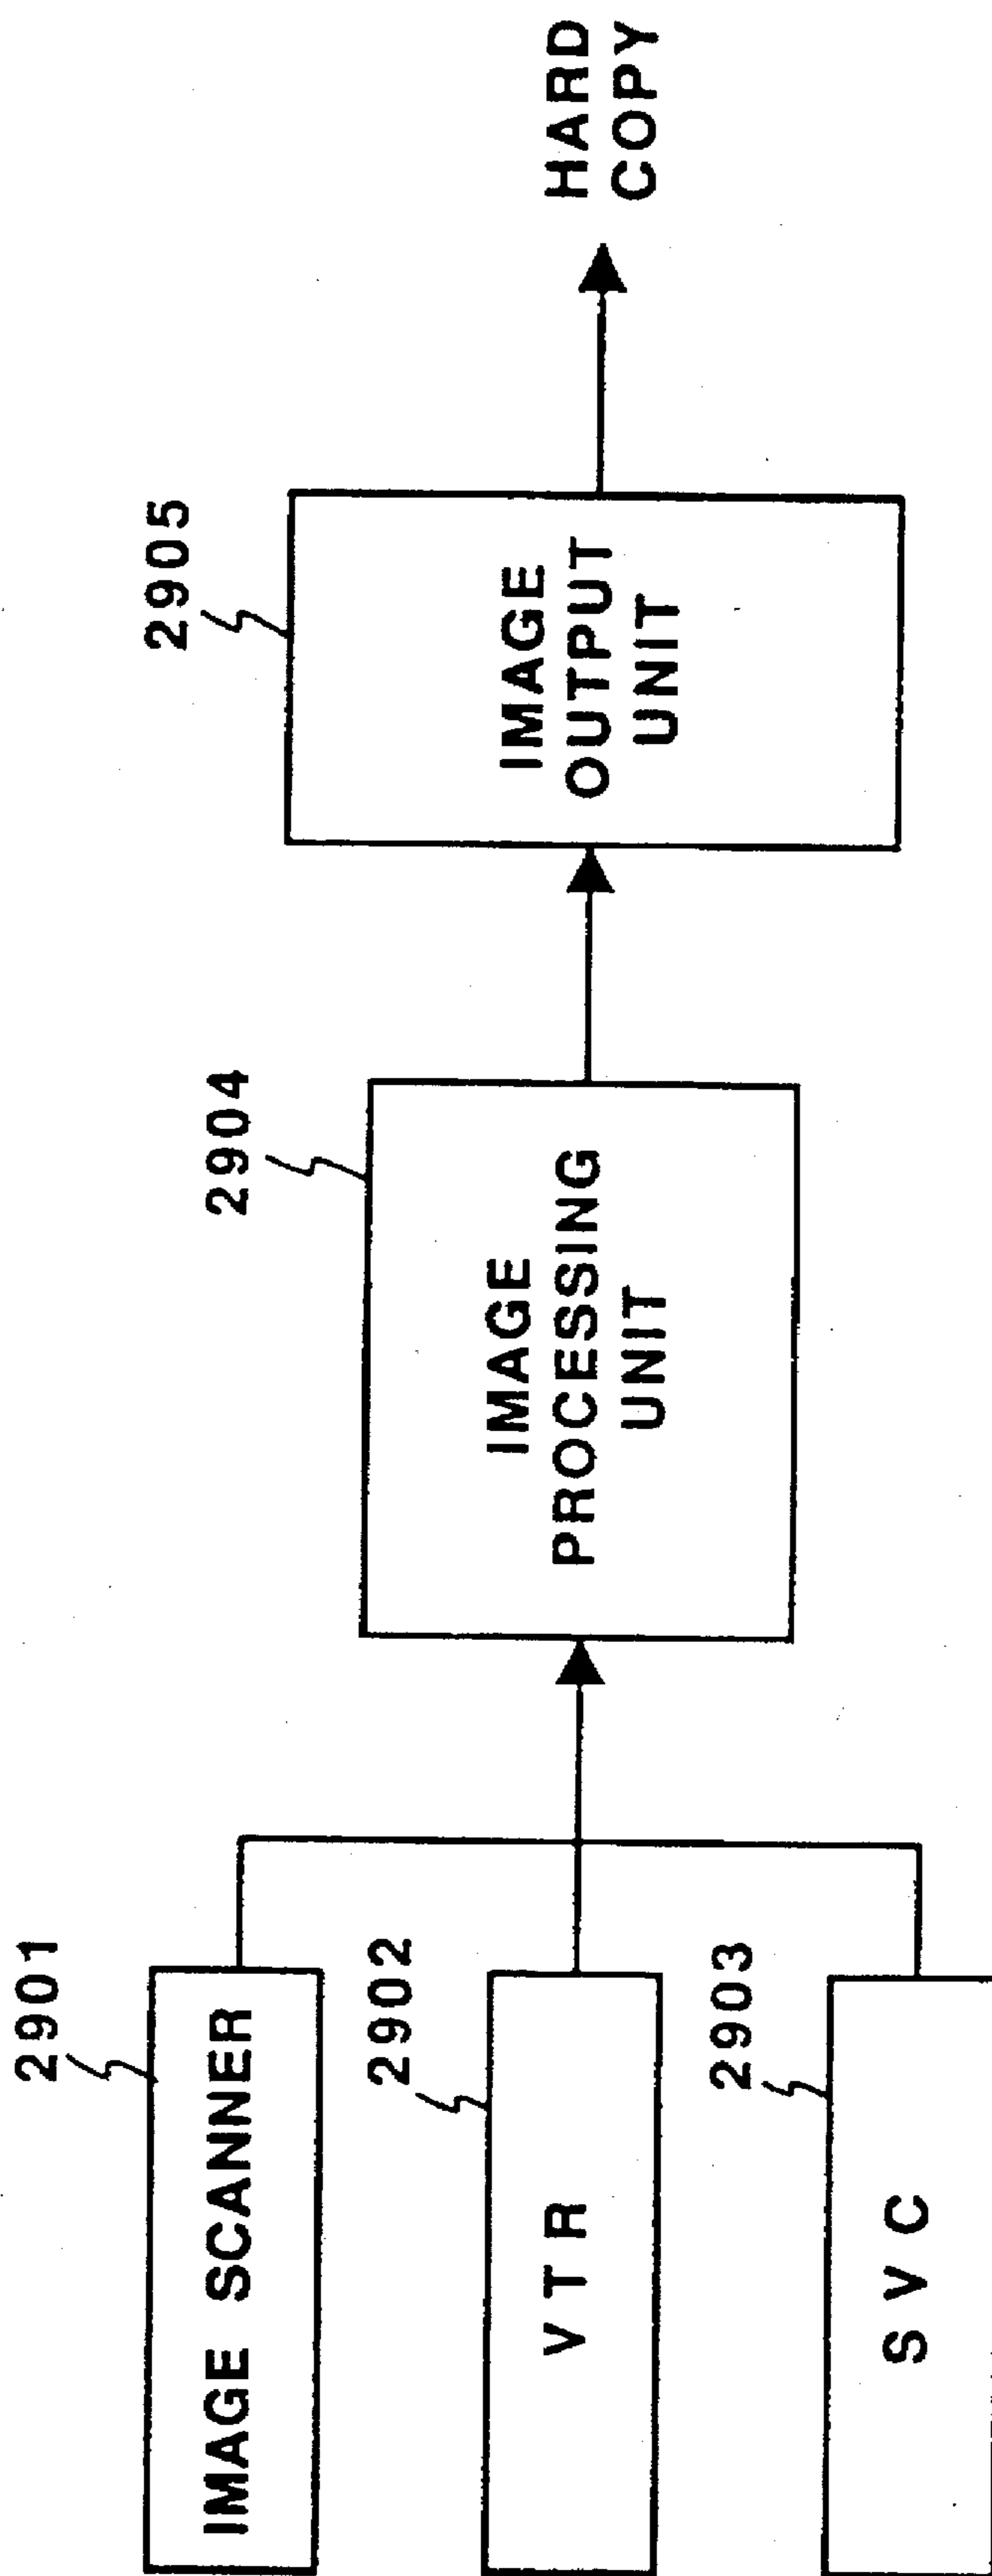 2901
IMAGE SCANNER
2902
VTR
2903
SVC
2904
IMAGE
PROCESSING
UNIT
2905
IMAGE
OUTPUT
UNIT
HARD
COPY